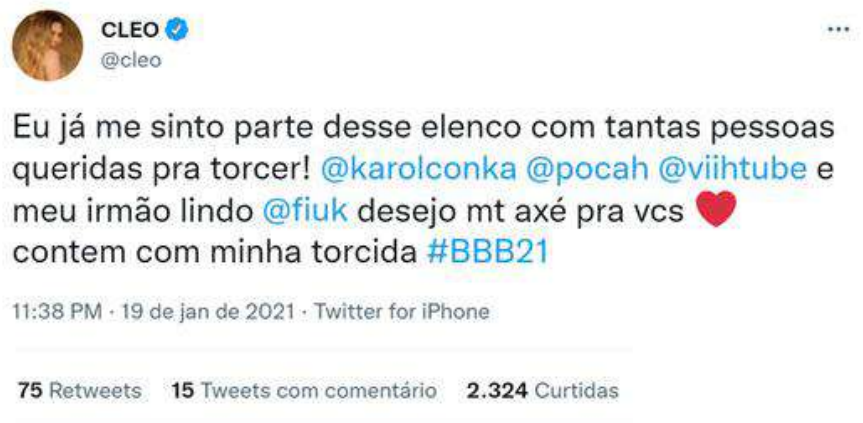 CLEO
@cleo
Eu já me sinto parte desse elenco com tantas pessoas
queridas pra torcer! @karolconka @pocah @viihtube e
meu irmão lindo @fiuk desejo mt axé pra vcs ❤️
contem com minha torcida #BBB21
11:38 PM · 19 de jan de 2021 · Twitter for iPhone
75 Retweets 15 Tweets com comentário 2.324 Curtidas